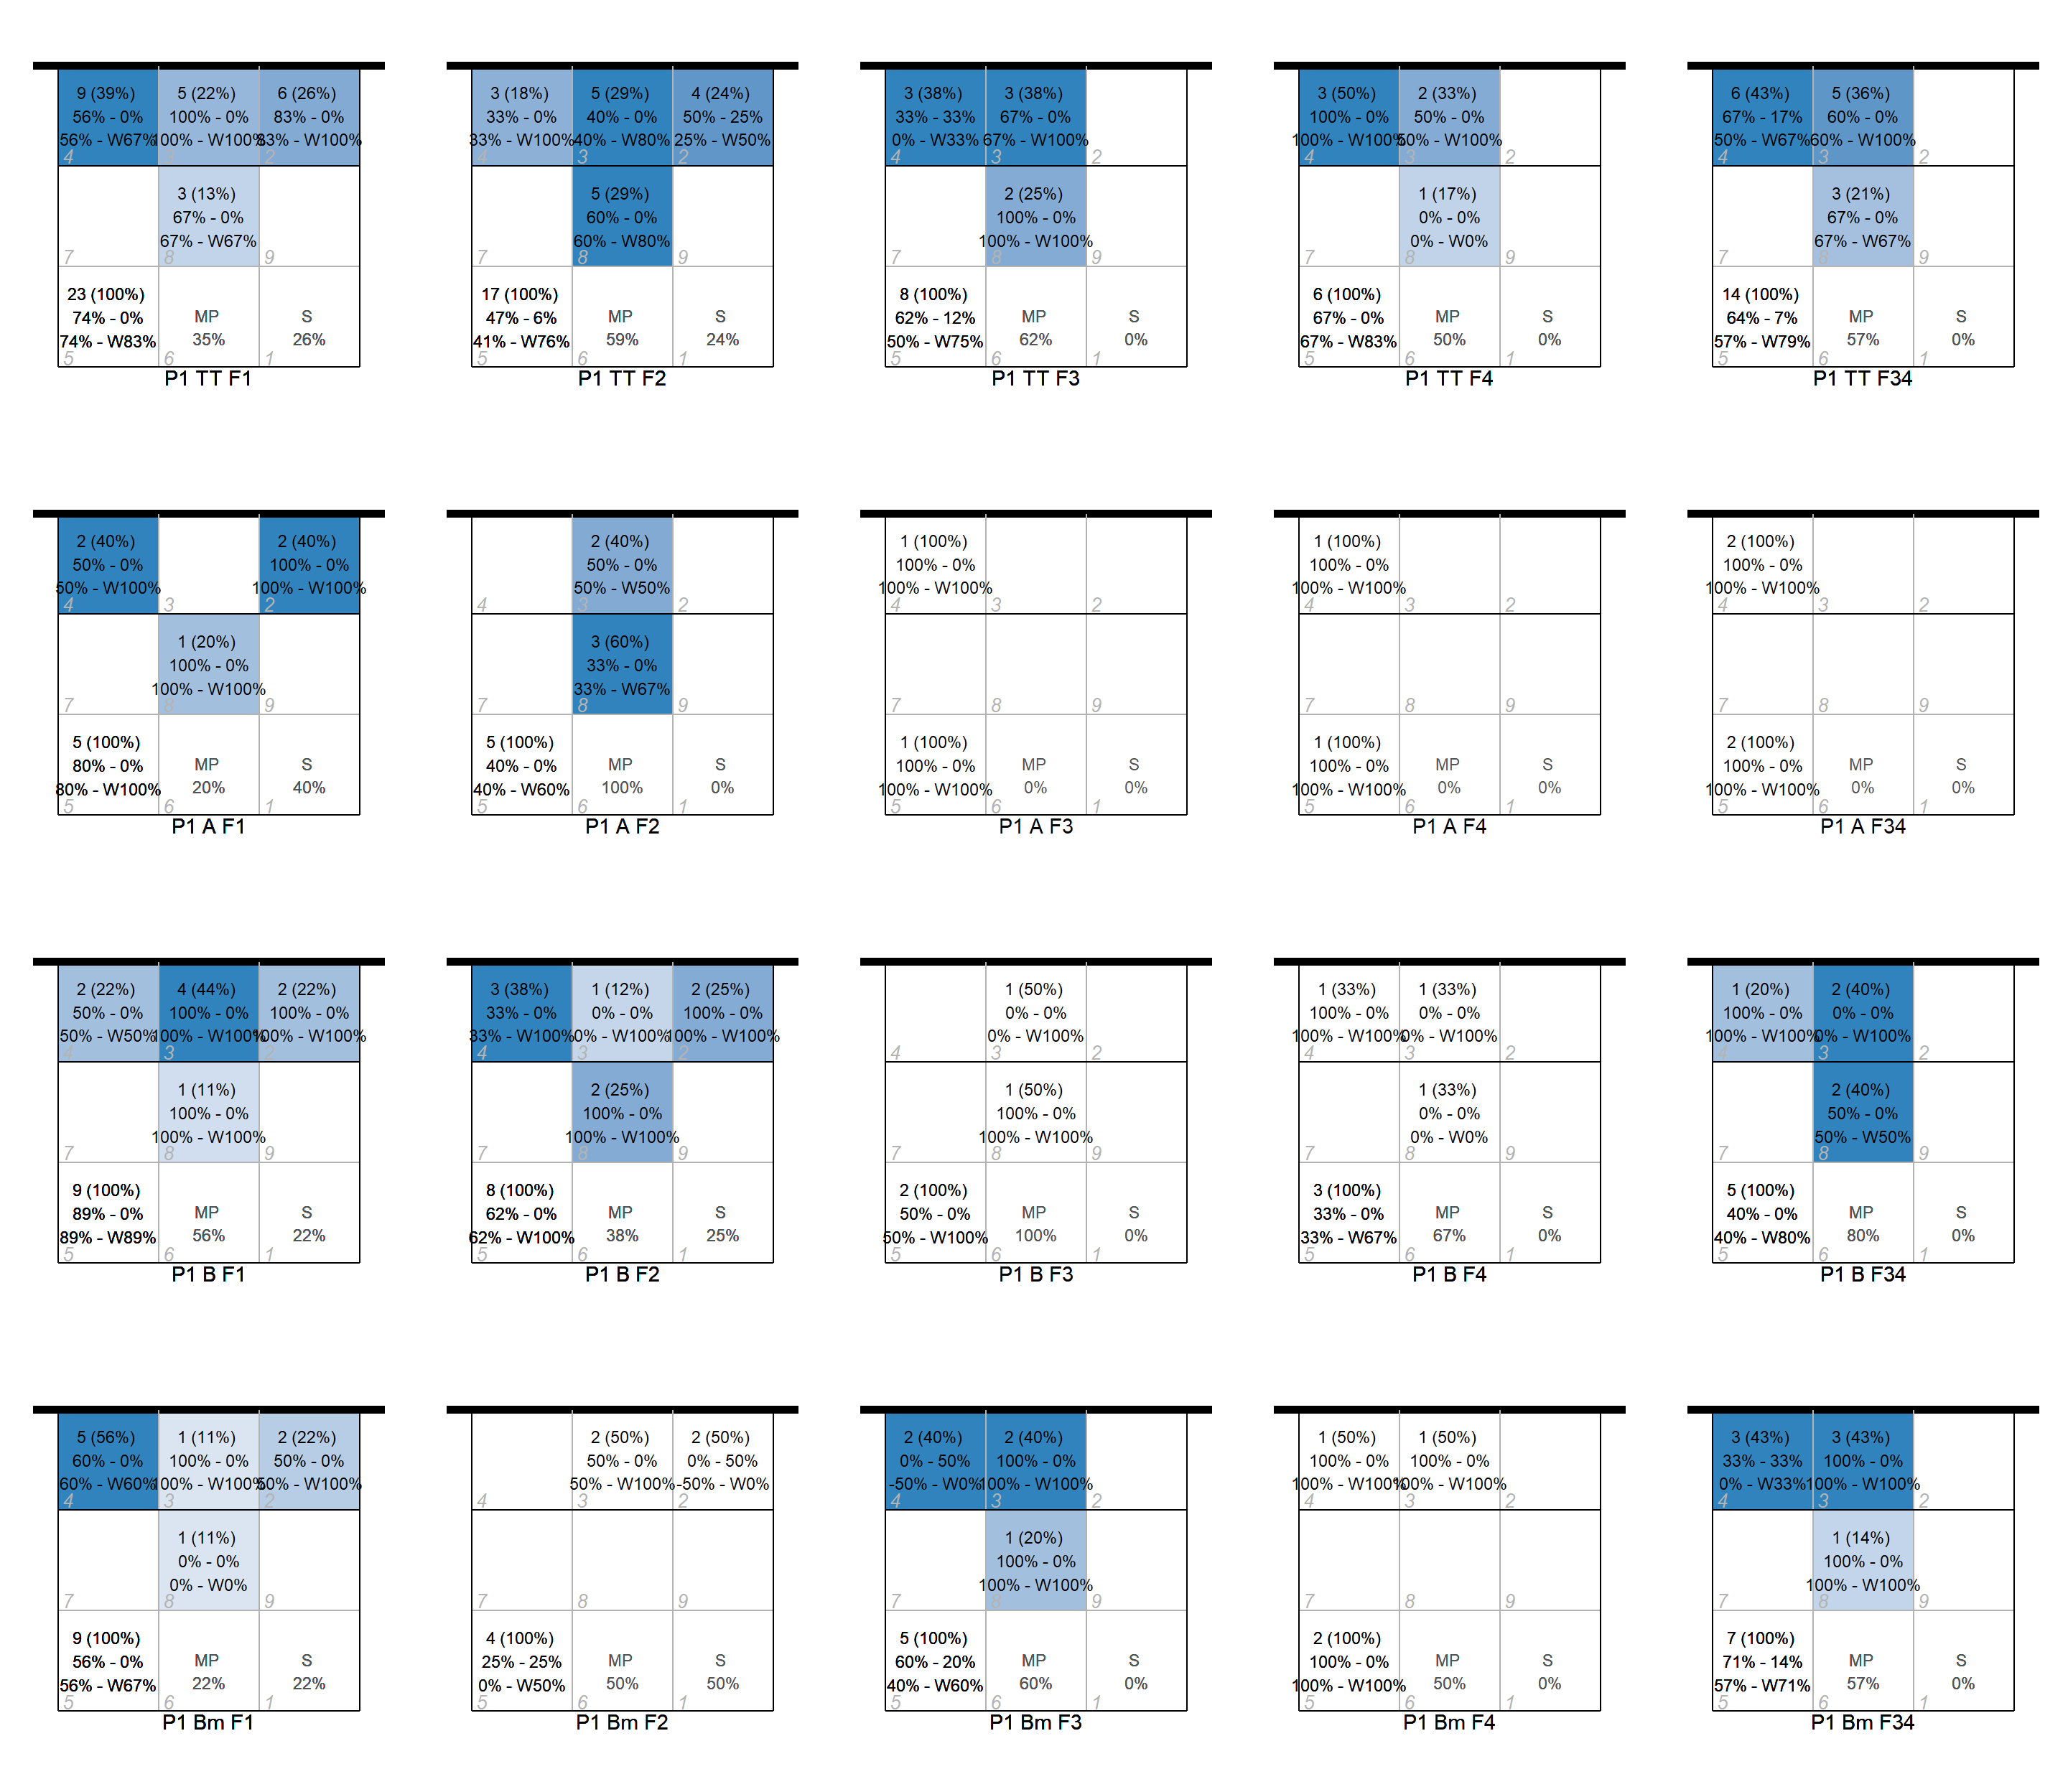 9 (39%)
56% - 0%
56% - W67%
4
5 (22%)
100% - 0%
100% - W100%
3
6 (26%)
83% - 0%
83% - W100%
2
7
3 (13%)
67% - 0%
67% - W67%
8
9
23 (100%)
74% - 0%
74% - W83%
5
MP
35%
6
S
26%
1
P1 TT F1
3 (18%)
33% - 0%
33% - W100%
4
5 (29%)
40% - 0%
40% - W80%
3
4 (24%)
50% - 25%
25% - W50%
2
7
5 (29%)
60% - 0%
60% - W80%
8
9
17 (100%)
47% - 6%
41% - W76%
5
MP
59%
6
S
24%
1
P1 TT F2
3 (38%)
33% - 33%
0% - W33%
4
3 (38%)
67% - 0%
67% - W100%
3
2
7
2 (25%)
100% - 0%
100% - W100%
8
9
8 (100%)
62% - 12%
50% - W75%
5
MP
62%
6
S
0%
1
P1 TT F3
3 (50%)
100% - 0%
100% - W100%
4
2 (33%)
50% - 0%
50% - W100%
3
2
7
1 (17%)
0% - 0%
0% - W0%
8
9
6 (100%)
67% - 0%
67% - W83%
5
MP
50%
6
S
0%
1
P1 TT F4
6 (43%)
67% - 17%
50% - W67%
4
5 (36%)
60% - 0%
60% - W100%
3
2
7
3 (21%)
67% - 0%
67% - W67%
8
9
14 (100%)
64% - 7%
57% - W79%
5
MP
57%
6
S
0%
1
P1 TT F34
2 (40%)
50% - 0%
50% - W100%
4
3
2 (40%)
100% - 0%
100% - W100%
2
7
1 (20%)
100% - 0%
100% - W100%
8
9
5 (100%)
80% - 0%
80% - W100%
5
MP
20%
6
S
40%
1
P1 A F1
4
2 (40%)
50% - 0%
50% - W50%
3
2
7
3 (60%)
33% - 0%
33% - W67%
8
9
5 (100%)
40% - 0%
40% - W60%
5
MP
100%
6
S
0%
1
P1 A F2
1 (100%)
100% - 0%
100% - W100%
4
3
2
7
8
9
1 (100%)
100% - 0%
100% - W100%
5
MP
0%
6
S
0%
1
P1 A F3
1 (100%)
100% - 0%
100% - W100%
4
3
2
7
8
9
1 (100%)
100% - 0%
100% - W100%
5
MP
0%
6
S
0%
1
P1 A F4
2 (100%)
100% - 0%
100% - W100%
4
3
2
7
8
9
2 (100%)
100% - 0%
100% - W100%
5
MP
0%
6
S
0%
1
P1 A F34
2 (22%)
50% - 0%
50% - W50%
4
4 (44%)
100% - 0%
100% - W100%
3
2 (22%)
100% - 0%
100% - W100%
2
7
1 (11%)
100% - 0%
100% - W100%
8
9
9 (100%)
89% - 0%
89% - W89%
5
MP
56%
6
S
22%
1
P1 B F1
3 (38%)
33% - 0%
33% - W100%
4
1 (12%)
0% - 0%
0% - W100%
3
2 (25%)
100% - 0%
100% - W100%
2
7
2 (25%)
100% - 0%
100% - W100%
8
9
8 (100%)
62% - 0%
62% - W100%
5
MP
38%
6
S
25%
1
P1 B F2
4
1 (50%)
0% - 0%
0% - W100%
3
2
7
1 (50%)
100% - 0%
100% - W100%
8
9
2 (100%)
50% - 0%
50% - W100%
5
MP
100%
6
S
0%
1
P1 B F3
1 (33%)
100% - 0%
100% - W100%
4
1 (33%)
0% - 0%
0% - W100%
3
2
7
1 (33%)
0% - 0%
0% - W0%
8
9
3 (100%)
33% - 0%
33% - W67%
5
MP
67%
6
S
0%
1
P1 B F4
1 (20%)
100% - 0%
100% - W100%
4
2 (40%)
0% - 0%
0% - W100%
3
2
7
2 (40%)
50% - 0%
50% - W50%
8
9
5 (100%)
40% - 0%
40% - W80%
5
MP
80%
6
S
0%
1
P1 B F34
5 (56%)
60% - 0%
60% - W60%
4
1 (11%)
100% - 0%
100% - W100%
3
2 (22%)
50% - 0%
50% - W100%
2
7
1 (11%)
0% - 0%
0% - W0%
8
9
9 (100%)
56% - 0%
56% - W67%
5
MP
22%
6
S
22%
1
P1 Bm F1
4
2 (50%)
50% - 0%
50% - W100%
3
2 (50%)
0% - 50%
-50% - W0%
2
7
8
9
4 (100%)
25% - 25%
0% - W50%
5
MP
50%
6
S
50%
1
P1 Bm F2
2 (40%)
0% - 50%
-50% - W0%
4
2 (40%)
100% - 0%
100% - W100%
3
2
7
1 (20%)
100% - 0%
100% - W100%
8
9
5 (100%)
60% - 20%
40% - W60%
5
MP
60%
6
S
0%
1
P1 Bm F3
1 (50%)
100% - 0%
100% - W100%
4
1 (50%)
100% - 0%
100% - W100%
3
2
7
8
9
2 (100%)
100% - 0%
100% - W100%
5
MP
50%
6
S
0%
1
P1 Bm F4
3 (43%)
33% - 33%
0% - W33%
4
3 (43%)
100% - 0%
100% - W100%
3
2
7
1 (14%)
100% - 0%
100% - W100%
8
9
7 (100%)
71% - 14%
57% - W71%
5
MP
57%
6
S
0%
1
P1 Bm F34